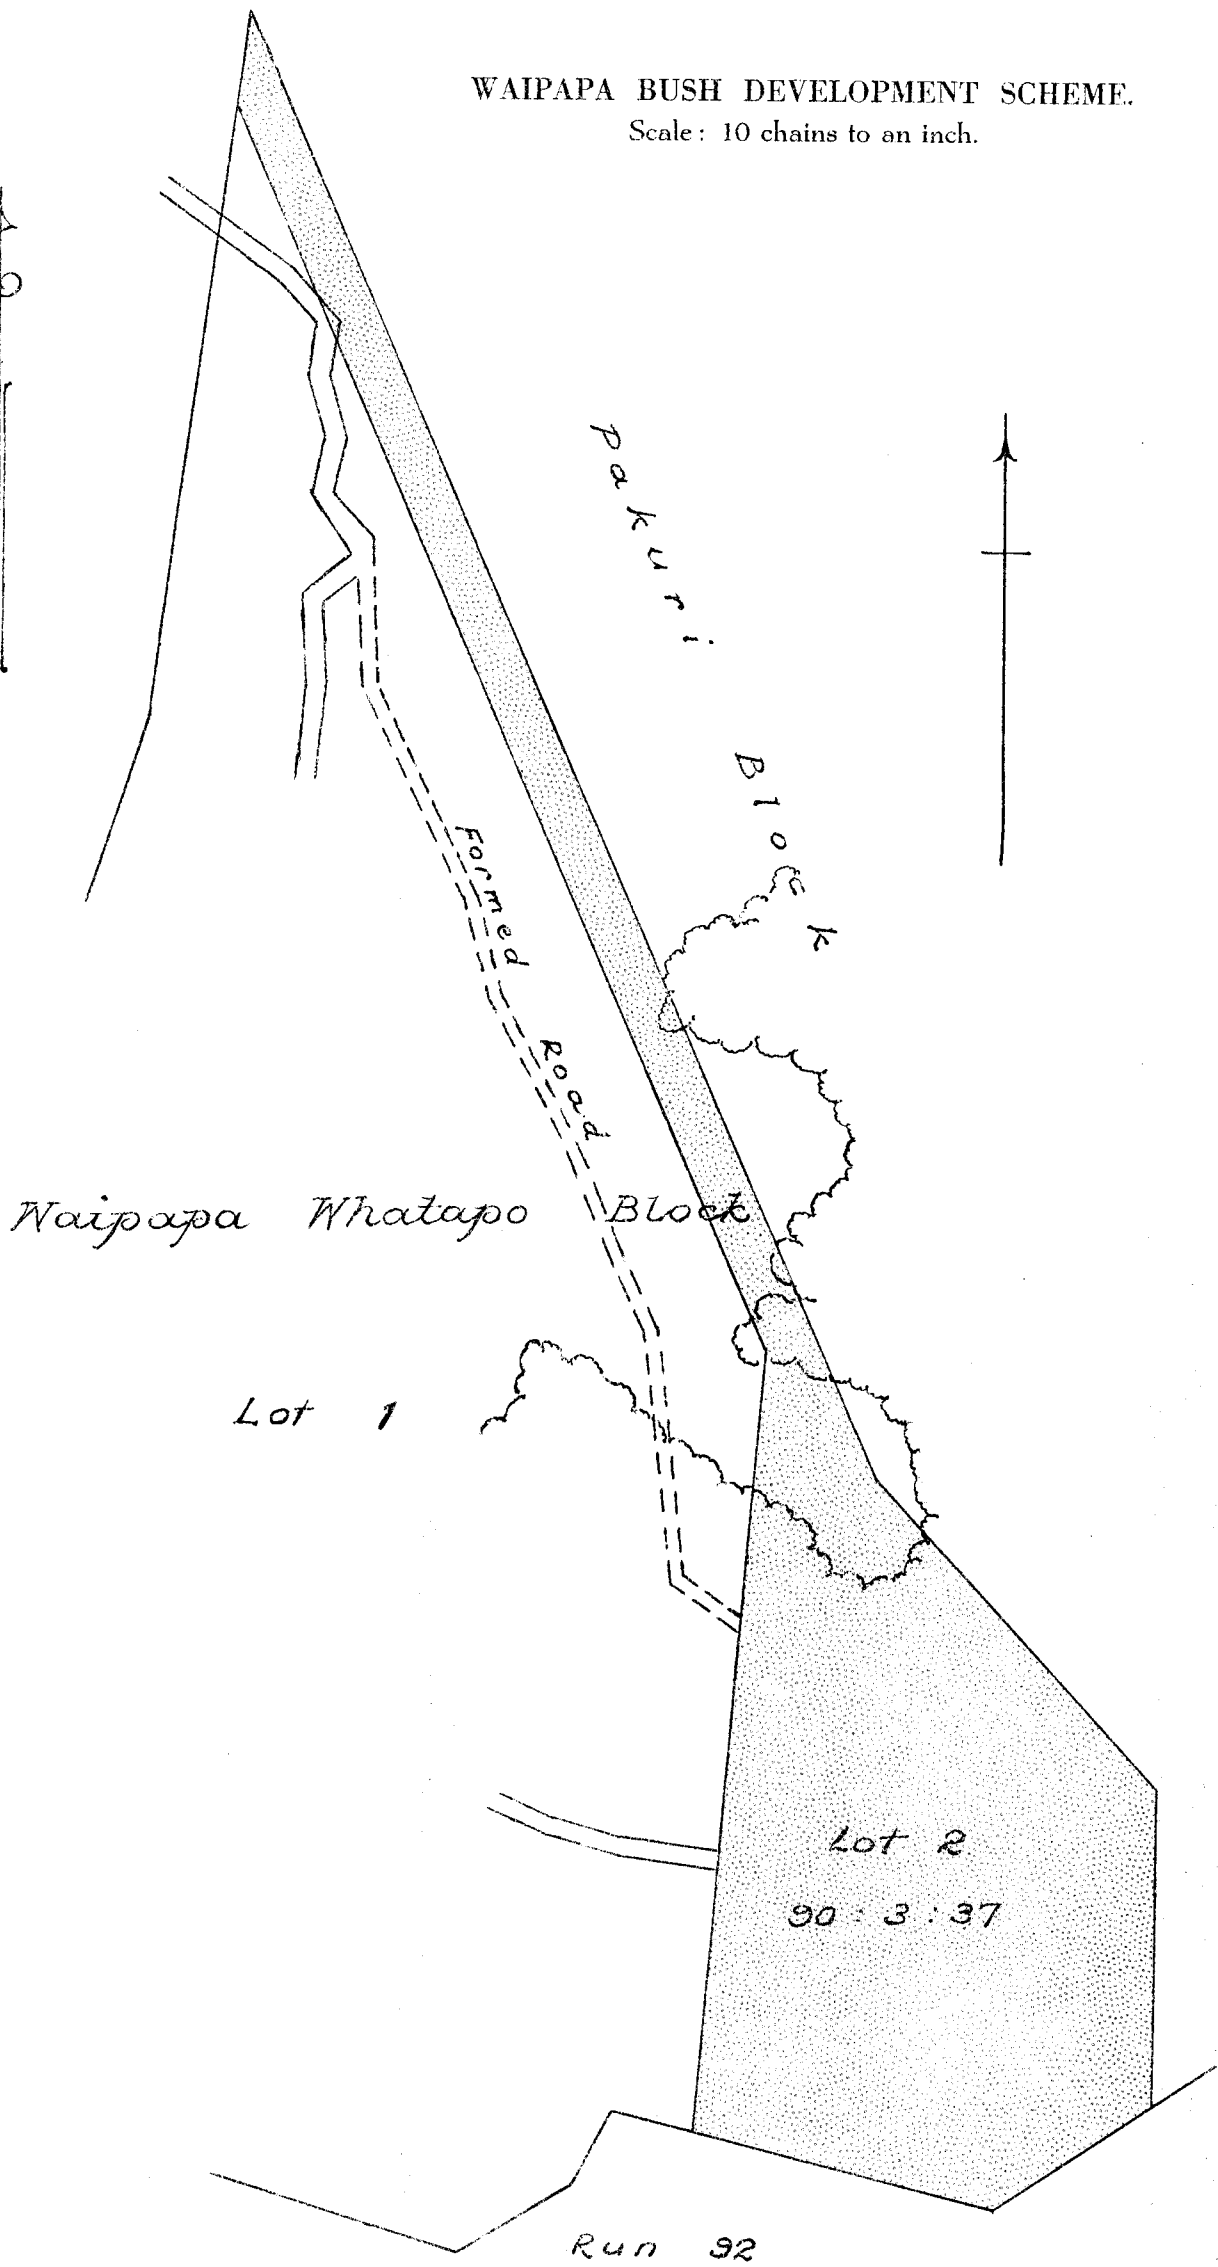 WAIPAPA BUSH DEVELOPMENT SCHEME.
Scale: 10 chains to an inch.
Pakuri Block
Formed Road
Waipapa Whatapo Block
Lot 1
Lot 2
90 : 3 : 37
Run 92